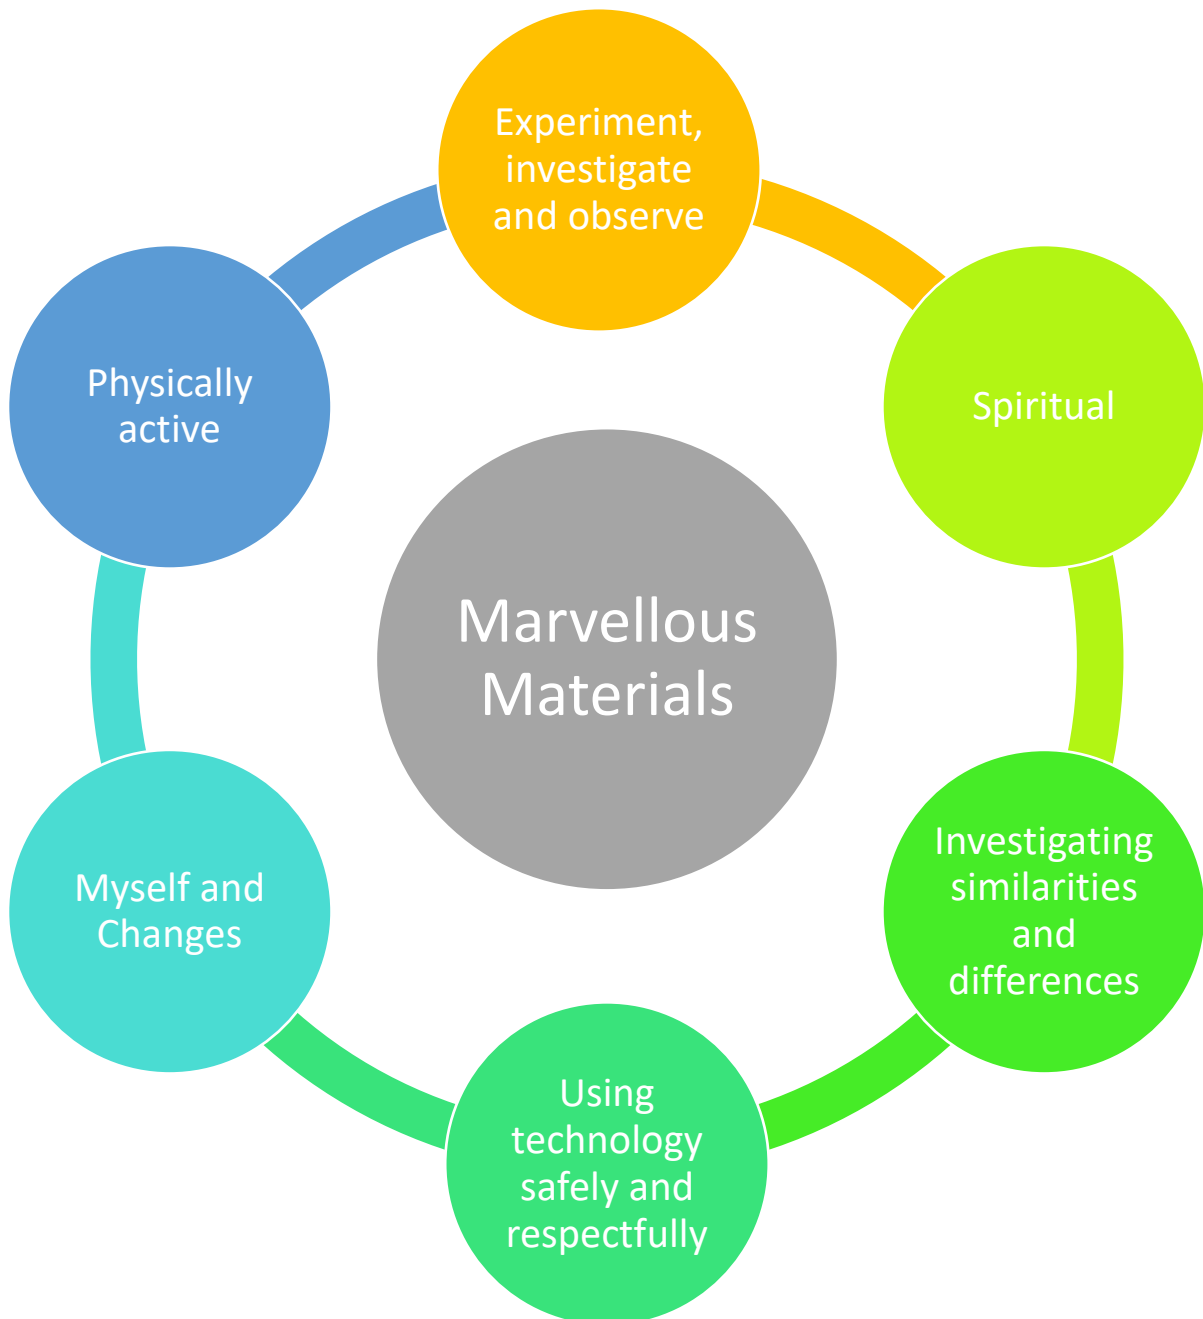 Experiment,
investigate
and observe
Spiritual
Investigating
similarities
and
differences
Using
technology
safely and
respectfully
Myself and
Changes
Physically
active
Marvellous
Materials